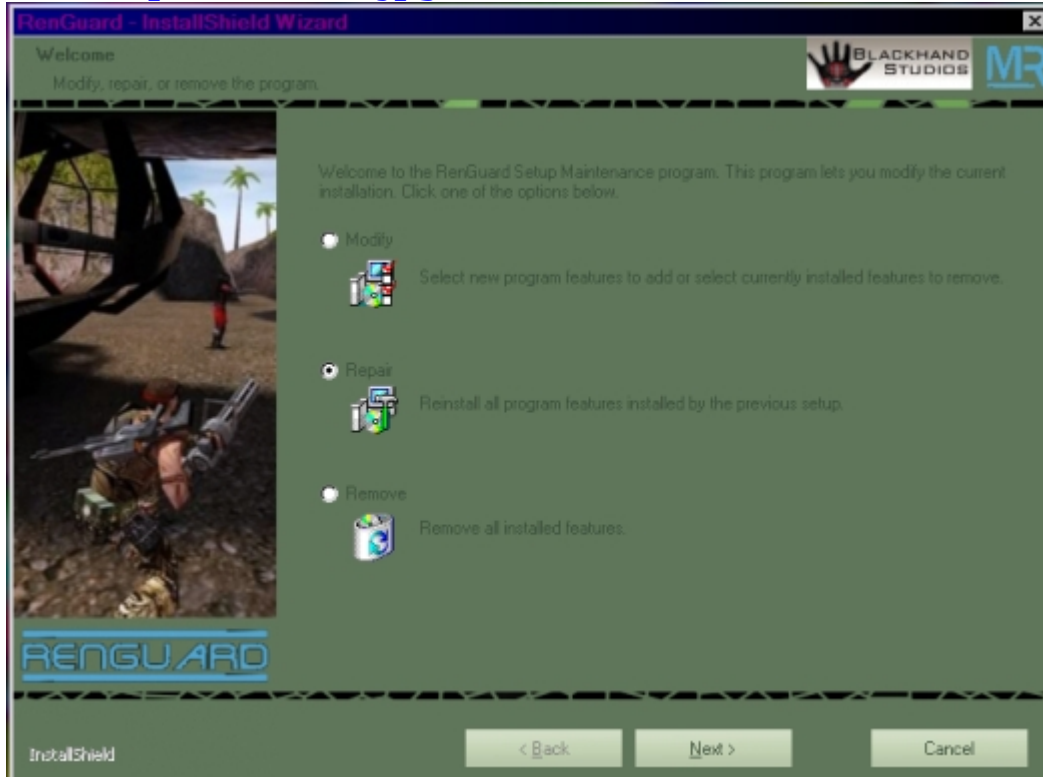 RenGuard - InstallShield Wizard
Welcome
Modify, repair, or remove the program.
BLACKHAND
STUDIOS
MR
Welcome to the RenGuard Setup Maintenance program. This program lets you modify the current
installation. Click one of the options below.
Modify
Select new program features to add or select currently installed features to remove.
Repair
Reinstall all program features installed by the previous setup.
Remove
Remove all installed features.
RENGUARD
InstallShield
< Back
Next >
Cancel